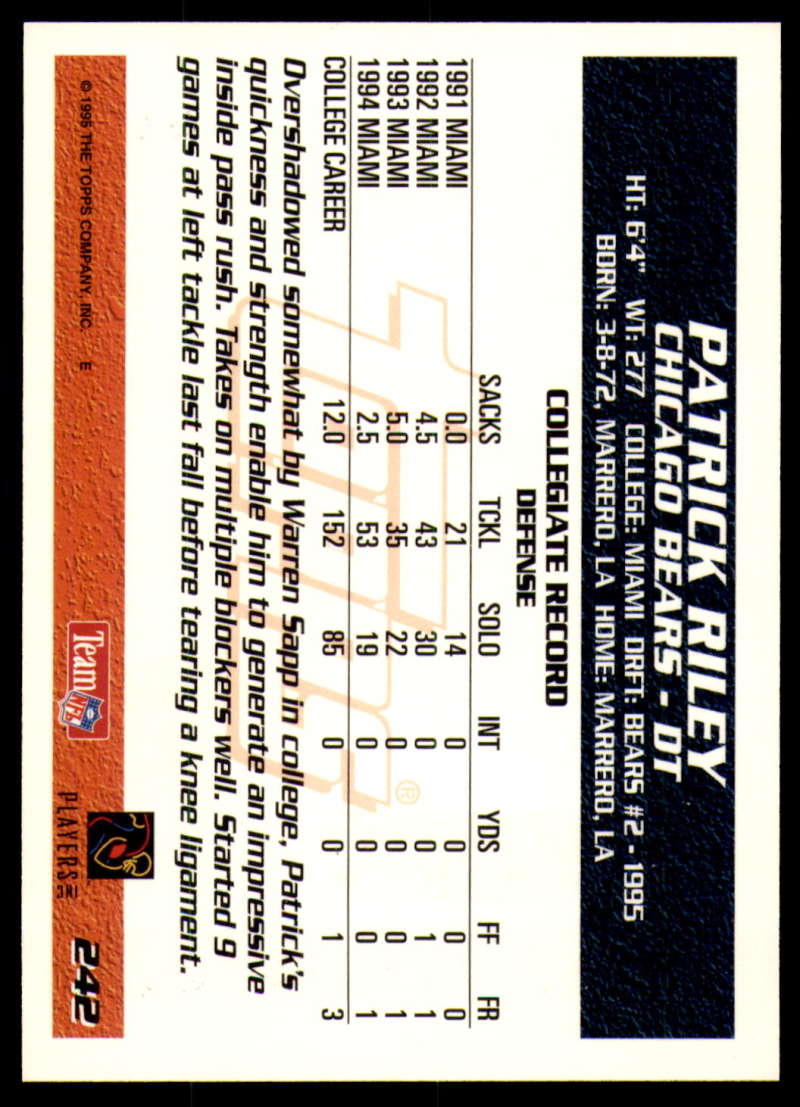 PATRICK RILEY
CHICAGO BEARS - DT
HT: 6'4" WT: 277 COLLEGE: MIAMI DRFT: BEARS #2 - 1995
BORN: 3-8-72, MARRERO, LA HOME: MARRERO, LA
COLLEGIATE RECORD
DEFENSE
SACKS TCKL SOLO INT YDS FF FR
1991 MIAMI 0.0 21 14 0 0 0 0
1992 MIAMI 4.5 43 30 0 0 1 1
1993 MIAMI 5.0 35 22 0 0 0 1
1994 MIAMI 2.5 53 19 0 0 0 1
COLLEGE CAREER 12.0 152 85 0 0 1 3
Overshadowed somewhat by Warren Sapp in college, Patrick's
quickness and strength enable him to generate an impressive
inside pass rush. Takes on multiple blockers well. Started 9
games at left tackle last fall before tearing a knee ligament.
© 1995 THE TOPPS COMPANY, INC. E
Team NFL
PLAYERS INC
242
Topps ®